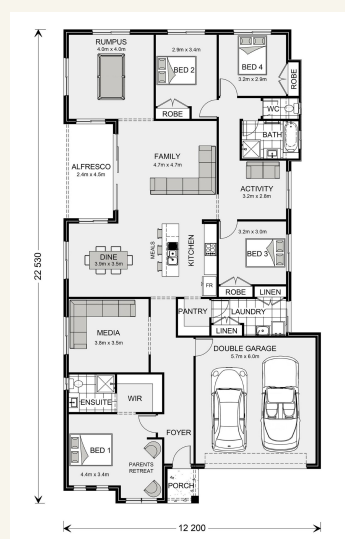 RUMPUS
4.0m x 4.0m
2.9m x 3.4m
BED 2
BED 4
3.2m x 2.9m
ROBE
ROBE
WC
BATH
ALFRESCO
2.4m x 4.5m
FAMILY
4.7m x 4.7m
ACTIVITY
3.2m x 2.8m
22 530
DINE
3.9m x 3.5m
MEALS
KITCHEN
3.2m x 3.0m
BED 3
FR
ROBE
LINEN
PANTRY
LAUNDRY
LINEN
MEDIA
3.8m x 3.5m
DOUBLE GARAGE
5.7m x 6.0m
ENSUITE
WIR
FOYER
BED 1
4.4m x 3.4m
PARENTS
RETREAT
PORCH
12 200